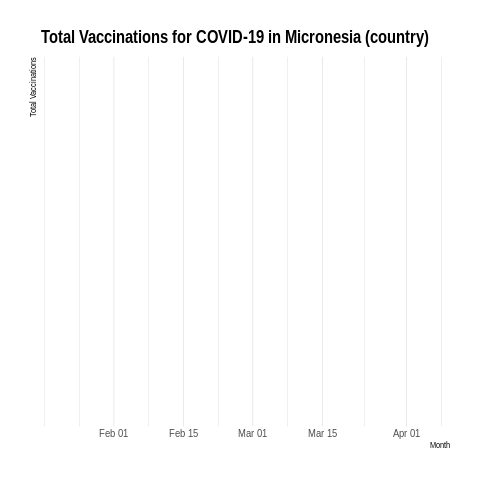 Total Vaccinations for COVID-19 in Micronesia (country)
Total Vaccinations
Feb 01 Feb 15 Mar 01 Mar 15 Apr 01
Month